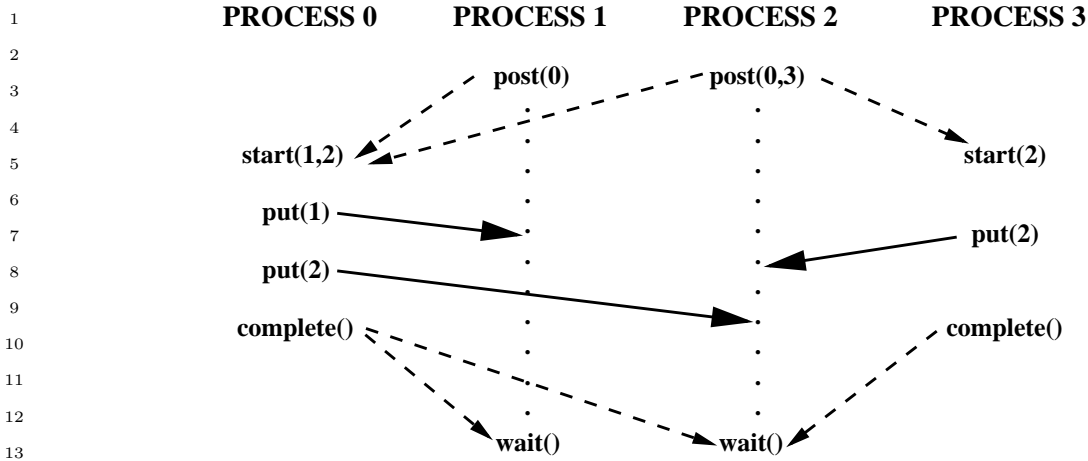 1 PROCESS 0 PROCESS 1 PROCESS 2 PROCESS 3
2
post(0) post(0,3)
3
4
start(1,2) start(2)
5
6
put(1)
7 put(2)
8 put(2)
9
complete() complete()
10
11
12
13 wait() wait()